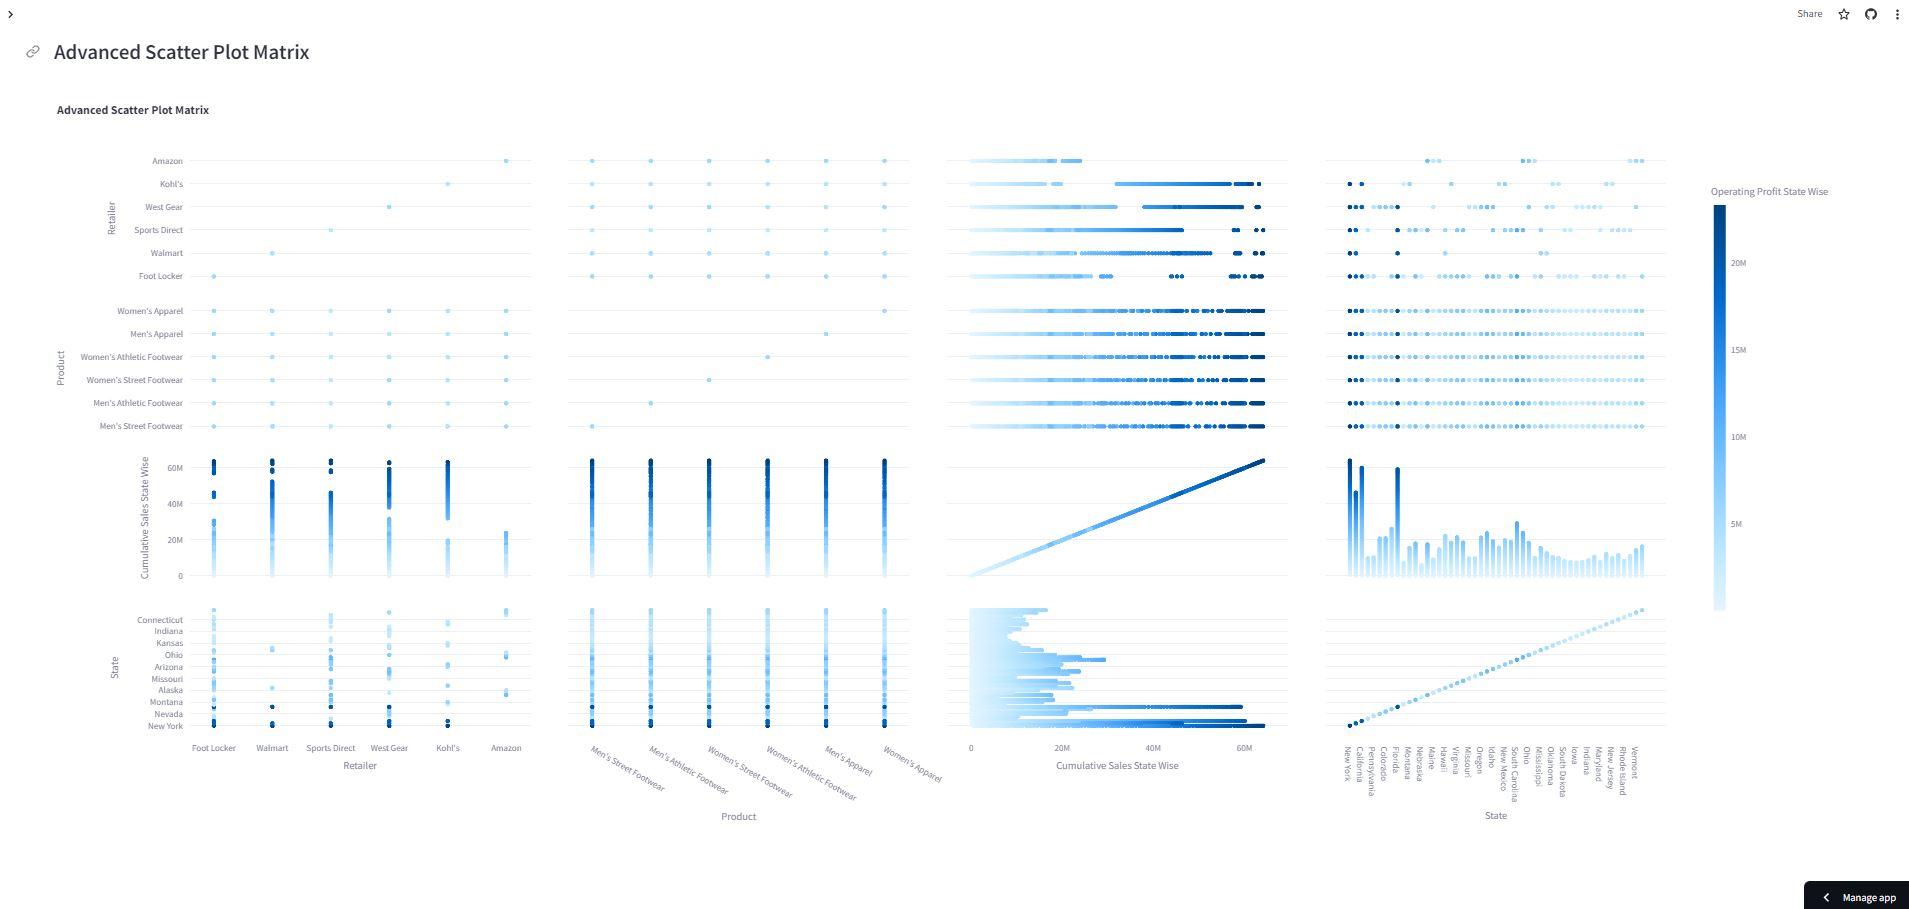 Share
Advanced Scatter Plot Matrix
Advanced Scatter Plot Matrix
Amazon
Kohl's
West Gear
Sports Direct
Walmart
Foot Locker
Retailer
Women's Apparel
Men's Apparel
Women's Athletic Footwear
Women's Street Footwear
Men's Athletic Footwear
Men's Street Footwear
Product
60M
40M
20M
0
Cumulative Sales State Wise
Connecticut
Indiana
Kansas
Ohio
Arizona
Missouri
Alaska
Montana
Nevada
New York
State
Foot Locker
Walmart
Sports Direct
West Gear
Kohl's
Amazon
Retailer
Men's Street Footwear
Men's Athletic Footwear
Women's Street Footwear
Women's Athletic Footwear
Men's Apparel
Women's Apparel
Product
0
20M
40M
60M
Cumulative Sales State Wise
New York
California
Pennsylvania
Colorado
Florida
Montana
Nebraska
Maine
Hawaii
Virginia
Missouri
Oregon
Idaho
New Mexico
South Carolina
Ohio
Mississippi
Oklahoma
South Dakota
Iowa
Indiana
Maryland
New Jersey
Rhode Island
Vermont
State
Operating Profit State Wise
20M
15M
10M
5M
Manage app